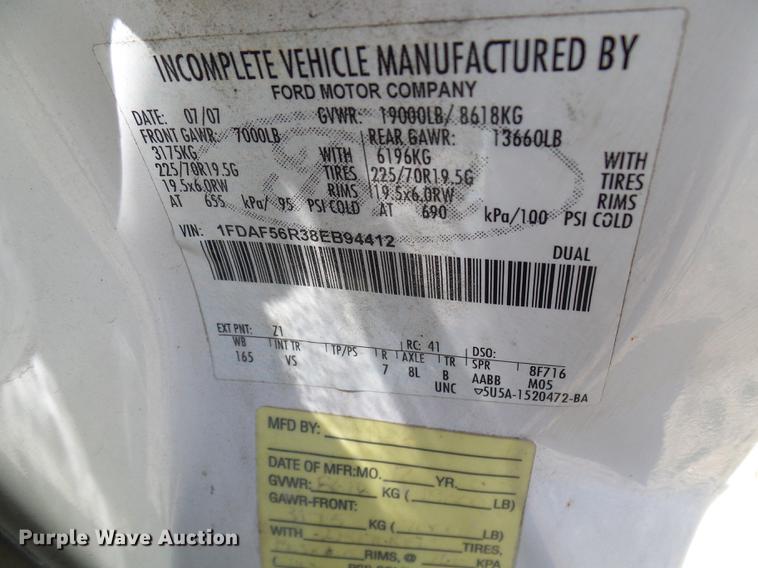 INCOMPLETE VEHICLE MANUFACTURED BY
FORD MOTOR COMPANY
DATE: 07/07 GVWR: 19000LB/ 8618KG
FRONT GAWR: 7000LB REAR GAWR: 13660LB
3175KG WITH 6196KG WITH
225/70R19.5G TIRES 225/70R19.5G TIRES
19.5x6.0RW RIMS 19.5x6.0RW RIMS
AT 655 kPa/ 95 PSI COLD AT 690 kPa/100 PSI COLD
VIN: 1FDAF56R38EB94412
DUAL
EXT PNT: Z1 RC: 41 DSO:
WB INT TR TP/PS R AXLE TR SPR 8F716
165 VS 7 8L B AABB M05
UNC 5U5A-1520472-BA
MFD BY:
DATE OF MFR:MO. YR.
GVWR: KG ( LB)
GAWR-FRONT:
KG ( LB)
WITH TIRES,
RIMS, @ KPA
Purple Wave Auction